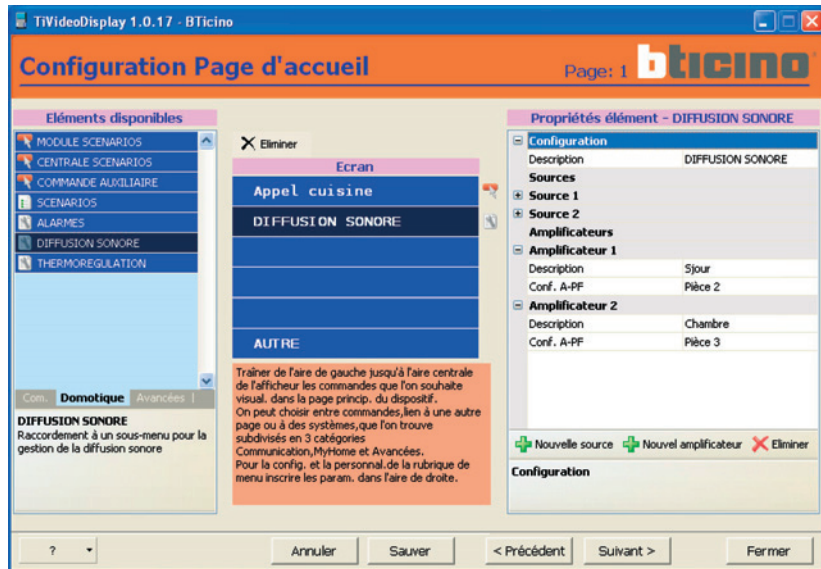 TiVideoDisplay 1.0.17 - BTicino
Configuration Page d'accueil
Page: 1
bticino
Eléments disponibles
MODULE SCENARIOS
CENTRALE SCENARIOS
COMMANDE AUXILIAIRE
SCENARIOS
ALARMES
DIFFUSION SONORE
THERMOREGULATION
Com. Domotique Avancées
DIFFUSION SONORE
Raccordement à un sous-menu pour la
gestion de la diffusion sonore
Eliminer
Ecran
Appel cuisine
DIFFUSION SONORE
AUTRE
Traîner de l'aire de gauche jusqu'à l'aire centrale
de l'afficheur les commandes que l'on souhaite
visual. dans la page princip. du dispositif.
On peut choisir entre commandes,lien à une autre
page ou à des systèmes,que l'on trouve
subdivisés en 3 catégories
Communication,MyHome et Avancées.
Pour la config. et la personnal.de la rubrique de
menu inscrire les param. dans l'aire de droite.
Propriétés élément - DIFFUSION SONORE
Configuration
Description DIFFUSION SONORE
Sources
Source 1
Source 2
Amplificateurs
Amplificateur 1
Description Sjour
Conf. A-PF Pièce 2
Amplificateur 2
Description Chambre
Conf. A-PF Pièce 3
Nouvelle source Nouvel amplificateur Eliminer
Configuration
? Annuler Sauver < Précédent Suivant > Fermer